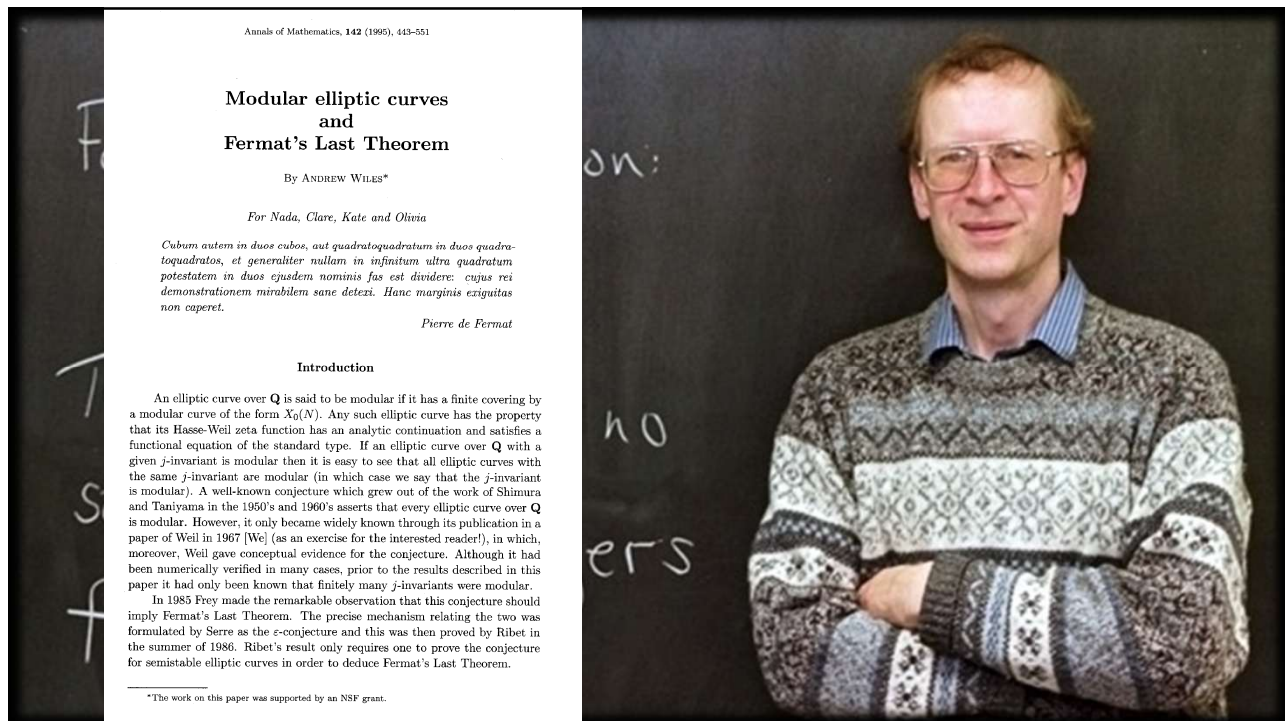 Annals of Mathematics, 142 (1995), 443–551
Modular elliptic curves
and
Fermat's Last Theorem
By ANDREW WILES*
For Nada, Clare, Kate and Olivia
Cubum autem in duos cubos, aut quadratoquadratum in duos quadra-
toquadratos, et generaliter nullam in infinitum ultra quadratum
potestatem in duos ejusdem nominis fas est dividere: cujus rei
demonstrationem mirabilem sane detexi. Hanc marginis exiguitas
non caperet.
Pierre de Fermat
Introduction
An elliptic curve over Q is said to be modular if it has a finite covering by
a modular curve of the form X₀(N). Any such elliptic curve has the property
that its Hasse-Weil zeta function has an analytic continuation and satisfies a
functional equation of the standard type. If an elliptic curve over Q with a
given j-invariant is modular then it is easy to see that all elliptic curves with
the same j-invariant are modular (in which case we say that the j-invariant
is modular). A well-known conjecture which grew out of the work of Shimura
and Taniyama in the 1950's and 1960's asserts that every elliptic curve over Q
is modular. However, it only became widely known through its publication in a
paper of Weil in 1967 [We] (as an exercise for the interested reader!), in which,
moreover, Weil gave conceptual evidence for the conjecture. Although it had
been numerically verified in many cases, prior to the results described in this
paper it had only been known that finitely many j-invariants were modular.
In 1985 Frey made the remarkable observation that this conjecture should
imply Fermat's Last Theorem. The precise mechanism relating the two was
formulated by Serre as the ε-conjecture and this was then proved by Ribet in
the summer of 1986. Ribet's result only requires one to prove the conjecture
for semistable elliptic curves in order to deduce Fermat's Last Theorem.
*The work on this paper was supported by an NSF grant.
on:
no
ers